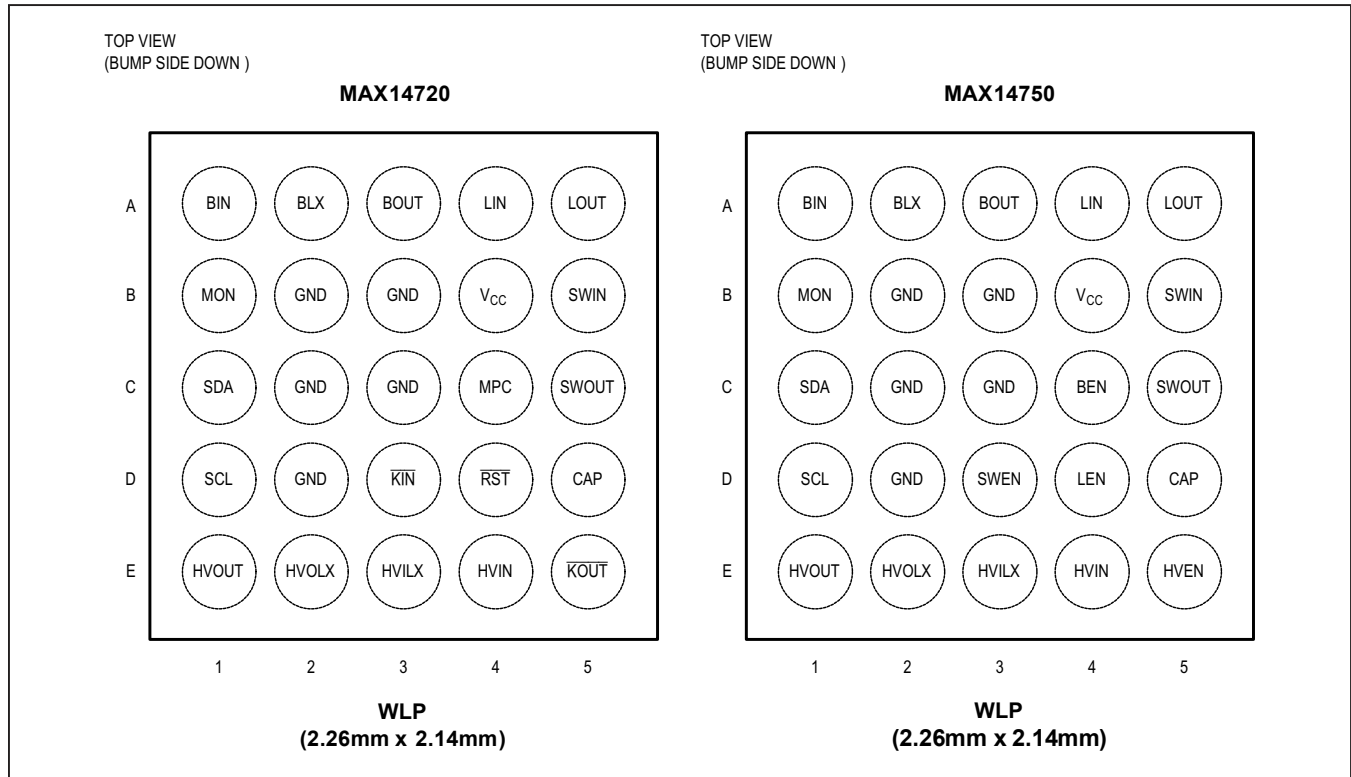 TOP VIEW
(BUMP SIDE DOWN )
MAX14720
A BIN BLX BOUT LIN LOUT
B MON GND GND VCC SWIN
C SDA GND GND MPC SWOUT
D SCL GND K̅I̅N̅ R̅S̅T̅ CAP
E HVOUT HVOLX HVILX HVIN K̅O̅U̅T̅
1 2 3 4 5
WLP
(2.26mm x 2.14mm)
TOP VIEW
(BUMP SIDE DOWN )
MAX14750
A BIN BLX BOUT LIN LOUT
B MON GND GND VCC SWIN
C SDA GND GND BEN SWOUT
D SCL GND SWEN LEN CAP
E HVOUT HVOLX HVILX HVIN HVEN
1 2 3 4 5
WLP
(2.26mm x 2.14mm)